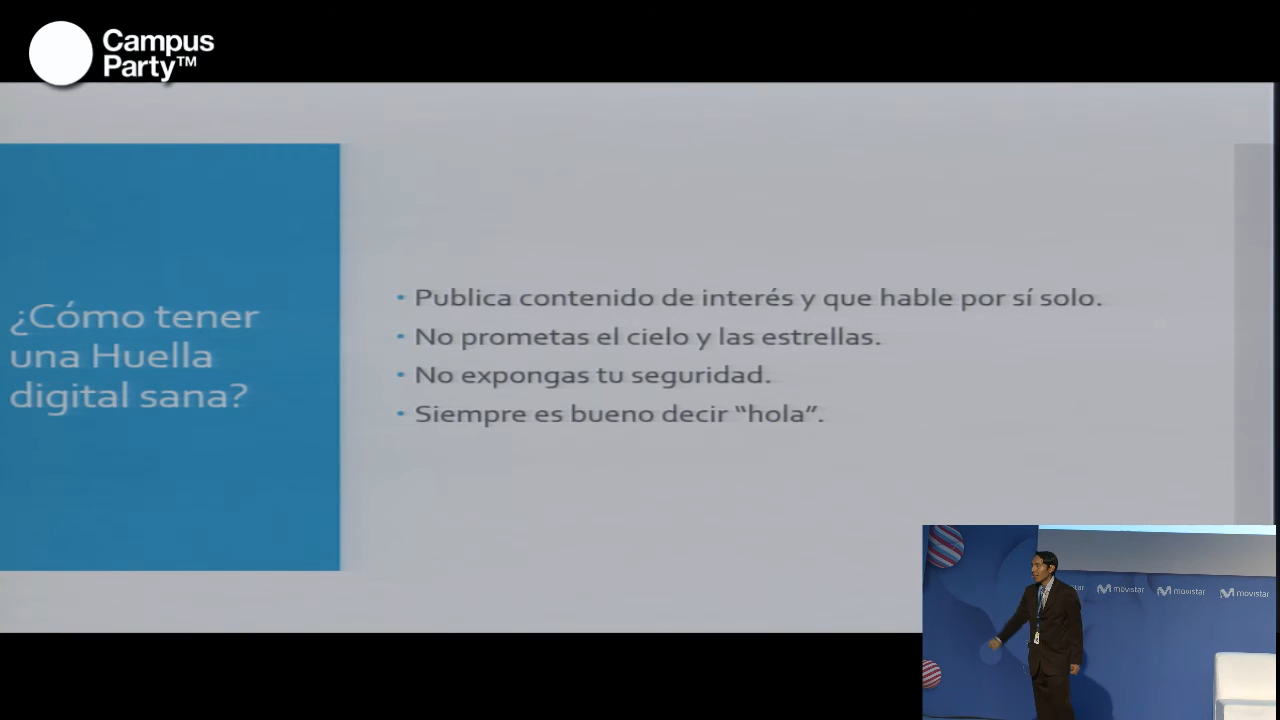 Campus
Party™
¿Cómo tener
una Huella
digital sana?
• Publica contenido de interés y que hable por sí solo.
• No prometas el cielo y las estrellas.
• No expongas tu seguridad.
• Siempre es bueno decir “hola”.
star
movistar
movistar
movistar